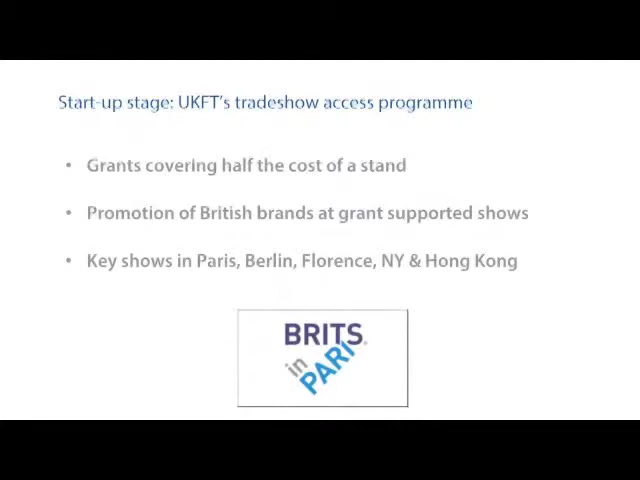 Start-up stage: UKFT's tradeshow access programme
• Grants covering half the cost of a stand
• Promotion of British brands at grant supported shows
• Key shows in Paris, Berlin, Florence, NY & Hong Kong
BRITS
in
PARI